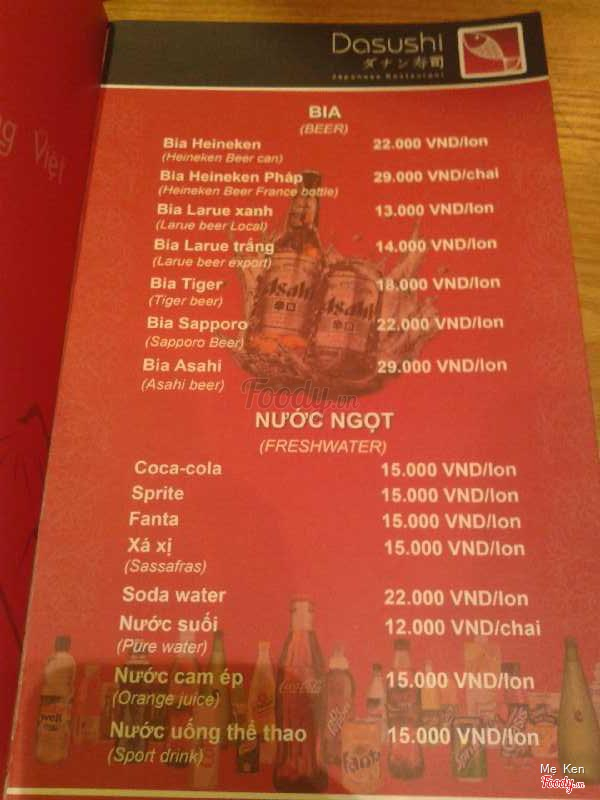 Dasushi
ダナン寿司
Japanese Restaurant
Việt
BIA
(BEER)
Bia Heineken 22.000 VND/lon
(Heineken Beer can)
Bia Heineken Pháp 29.000 VND/chai
(Heineken Beer France bottle)
Bia Larue xanh 13.000 VND/lon
(Larue beer Local)
Bia Larue trắng 14.000 VND/lon
(Larue beer export)
Bia Tiger 18.000 VND/lon
(Tiger beer)
Bia Sapporo 22.000 VND/lon
(Sapporo Beer)
Bia Asahi 29.000 VND/lon
(Asahi beer)
Asahi
Asahi
Foody.vn
NƯỚC NGỌT
(FRESHWATER)
Coca-cola 15.000 VND/lon
Sprite 15.000 VND/lon
Fanta 15.000 VND/lon
Xá xị 15.000 VND/lon
(Sassafras)
Soda water 22.000 VND/lon
Nước suối 12.000 VND/chai
(Pure water)
Nước cam ép 15.000 VND/lon
(Orange juice)
Nước uống thể thao 15.000 VND/lon
(Sport drink)
Coca-Cola
Fanta
Me Ken
Foody.vn